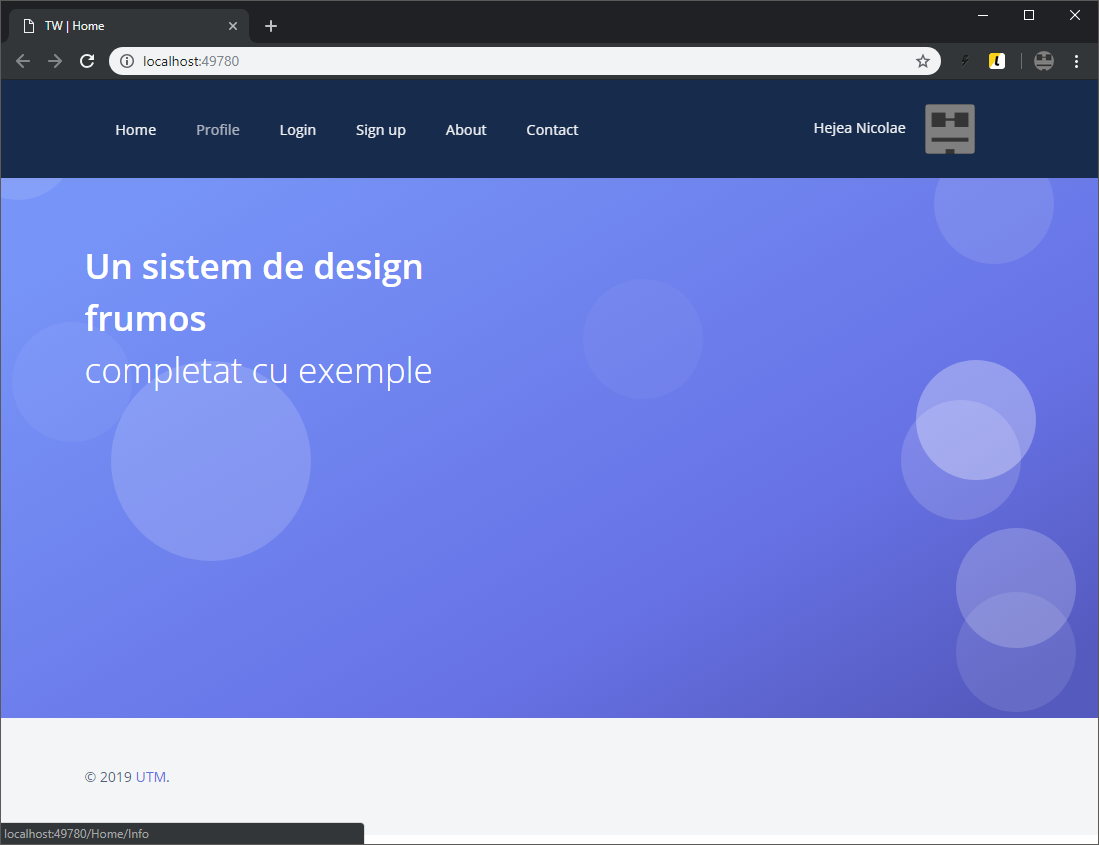 TW | Home
localhost:49780
Home Profile Login Sign up About Contact Hejea Nicolae
Un sistem de design
frumos
completat cu exemple
© 2019 UTM.
localhost:49780/Home/Info